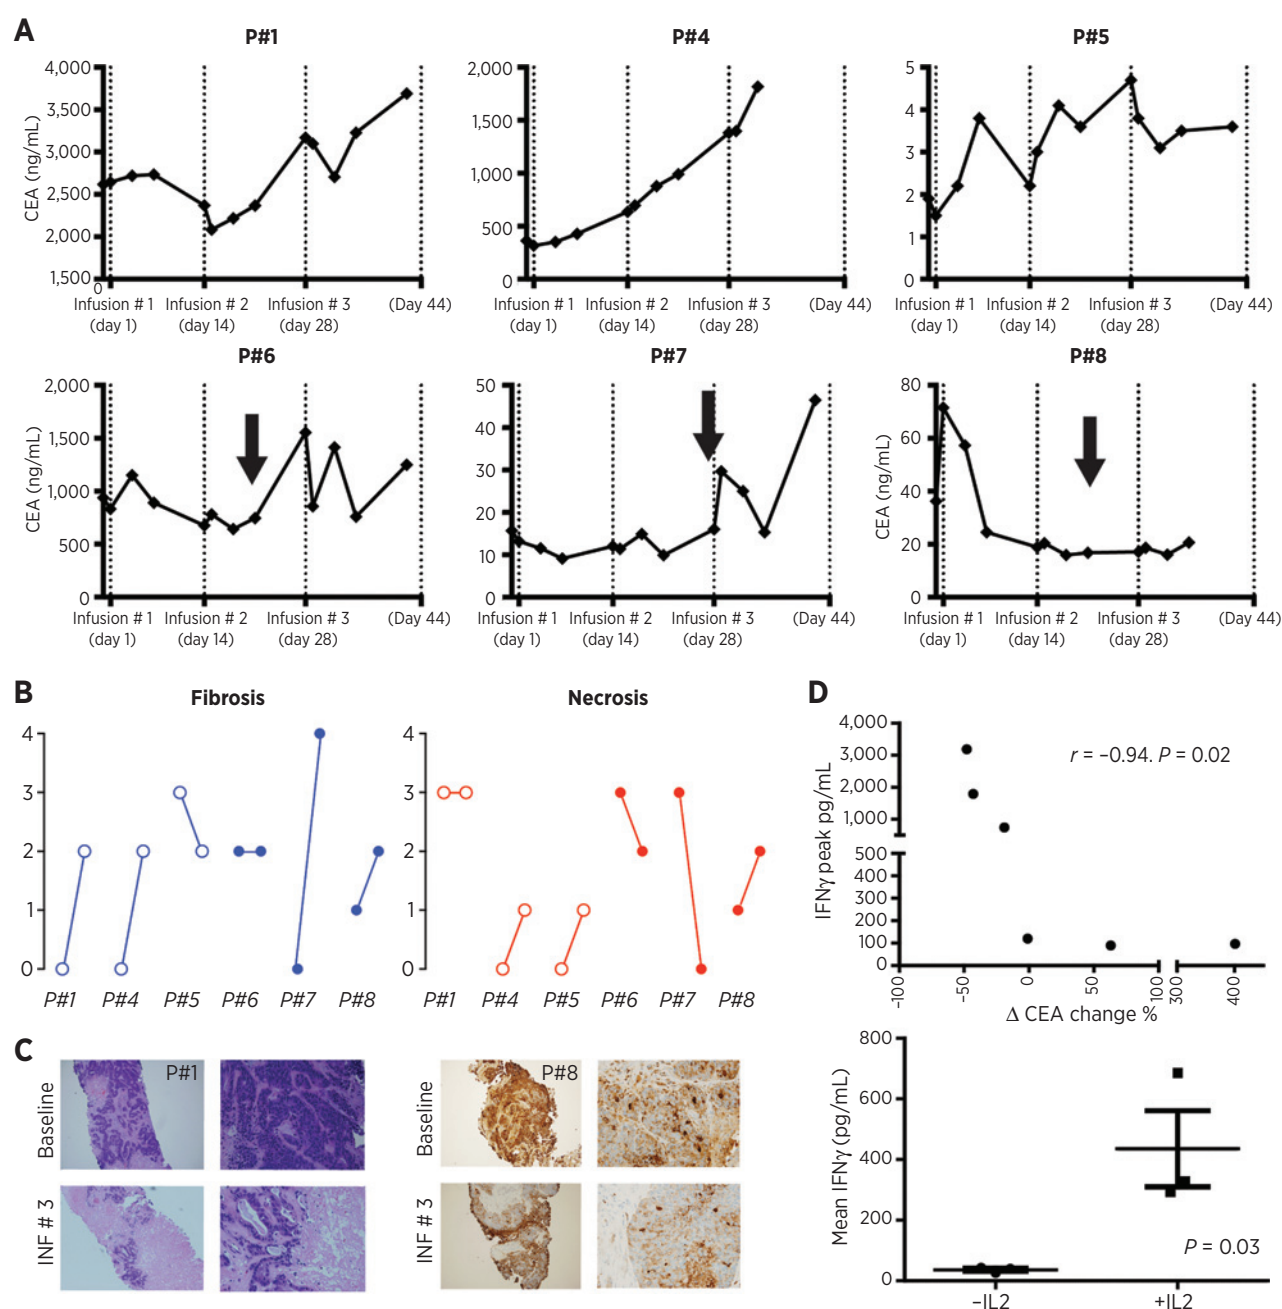 A
P#1
P#4
P#5
CEA (ng/mL)
4,000
3,500
3,000
2,500
2,000
1,500
0
Infusion # 1 (day 1)
Infusion # 2 (day 14)
Infusion # 3 (day 28)
(Day 44)
2,000
1,500
1,000
500
0
Infusion # 1 (day 1)
Infusion # 2 (day 14)
Infusion # 3 (day 28)
(Day 44)
5
4
3
2
1
0
Infusion # 1 (day 1)
Infusion # 2 (day 14)
Infusion # 3 (day 28)
(Day 44)
P#6
P#7
P#8
CEA (ng/mL)
2,000
1,500
1,000
500
0
Infusion # 1 (day 1)
Infusion # 2 (day 14)
Infusion # 3 (day 28)
(Day 44)
50
40
30
20
10
0
Infusion # 1 (day 1)
Infusion # 2 (day 14)
Infusion # 3 (day 28)
(Day 44)
CEA (ng/mL)
80
60
40
20
0
Infusion # 1 (day 1)
Infusion # 2 (day 14)
Infusion # 3 (day 28)
(Day 44)
B
Fibrosis
4
3
2
1
0
P#1 P#4 P#5 P#6 P#7 P#8
Necrosis
4
3
2
1
0
P#1 P#4 P#5 P#6 P#7 P#8
C
Baseline
P#1
INF # 3
Baseline
P#8
INF # 3
D
IFNγ peak pg/mL
4,000
3,000
2,000
1,000
500
400
300
200
100
0
r = –0.94. P = 0.02
-100 -50 0 50 100 300 400
Δ CEA change %
Mean IFNγ (pg/mL)
800
600
400
200
0
P = 0.03
–IL2 +IL2